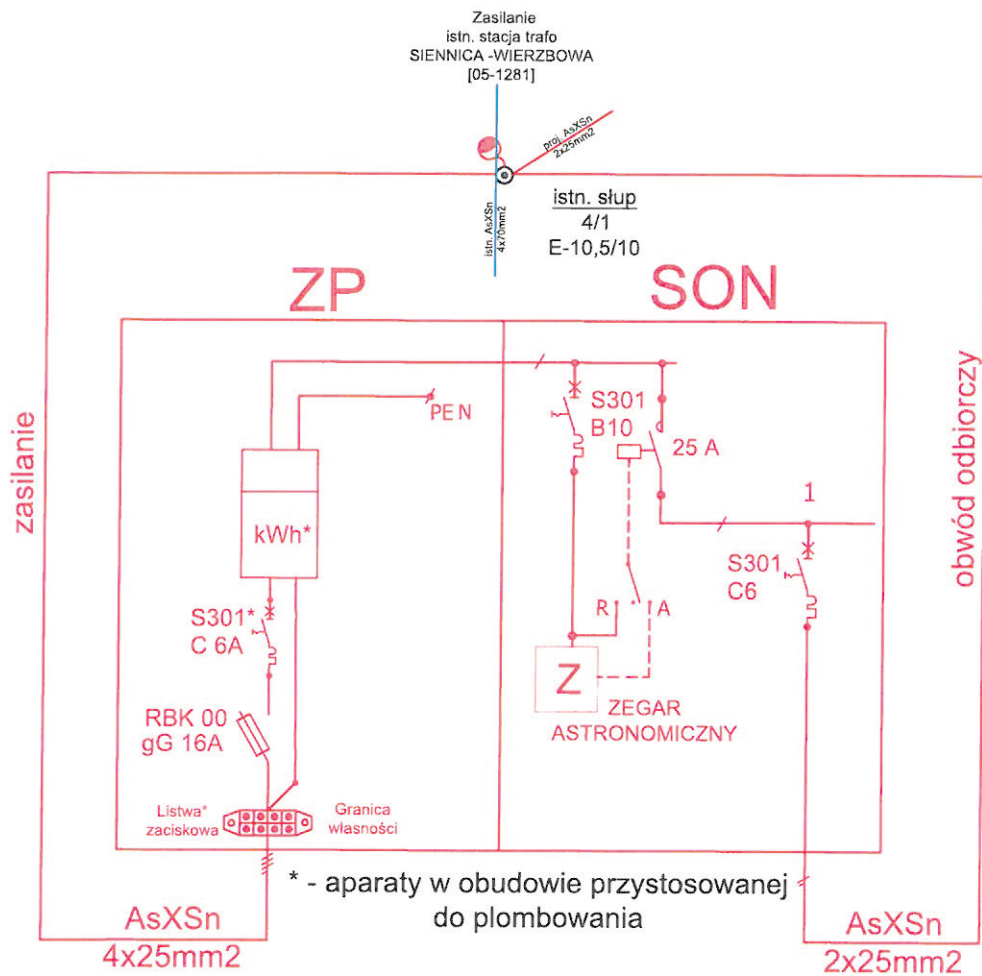 Zasilanie
istn. stacja trafo
SIENNICA -WIERZBOWA
[05-1281]
proj. AsXSn
2x25mm2
istn. AsXSn
4x70mm2
istn. słup
4/1
E-10,5/10
ZP
SON
zasilanie
obwód odbiorczy
PE N
S301
B10
25 A
1
kWh*
S301
C6
S301*
C 6A
R
A
Z
ZEGAR
ASTRONOMICZNY
RBK 00
gG 16A
Listwa*
zaciskowa
Granica
własności
* - aparaty w obudowie przystosowanej
do plombowania
AsXSn
4x25mm2
AsXSn
2x25mm2